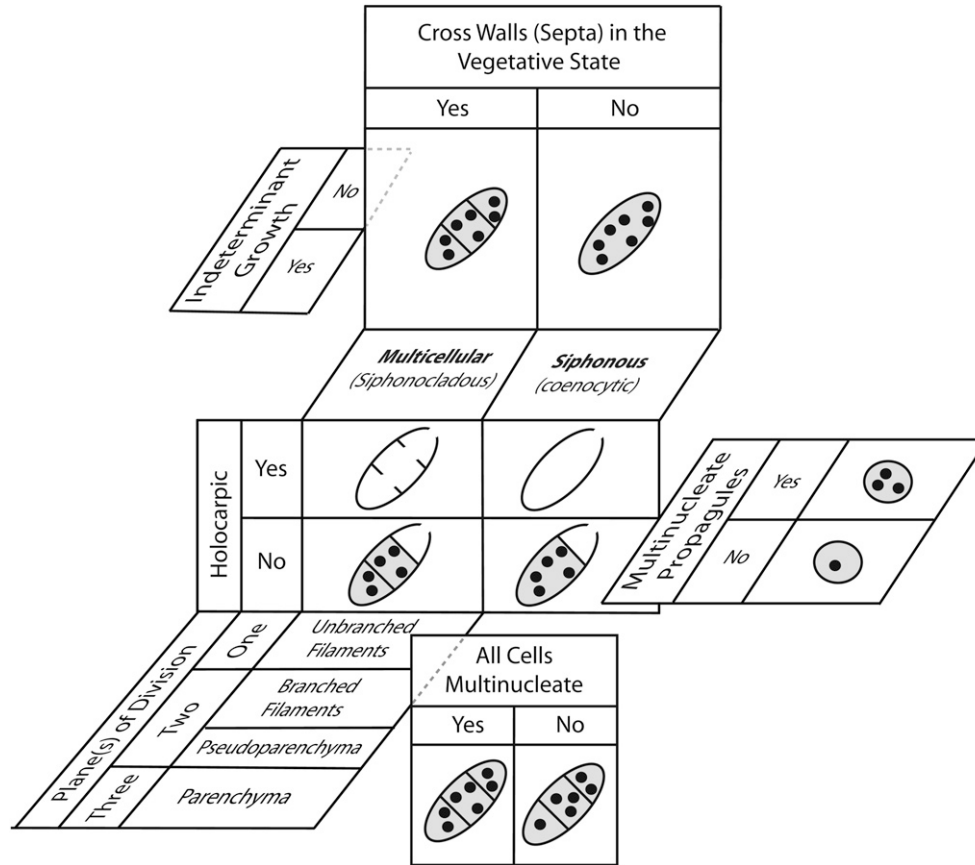 Cross Walls (Septa) in the
Vegetative State
Yes
No
Indeterminant
Growth
No
Yes
Multicellular
(Siphonocladous)
Siphonous
(coenocytic)
Holocarpic
Yes
No
Multinucleate
Propagules
Yes
No
Plane(s) of Division
One
Unbranched
Filaments
Two
Branched
Filaments
Pseudoparenchyma
Three
Parenchyma
All Cells
Multinucleate
Yes
No